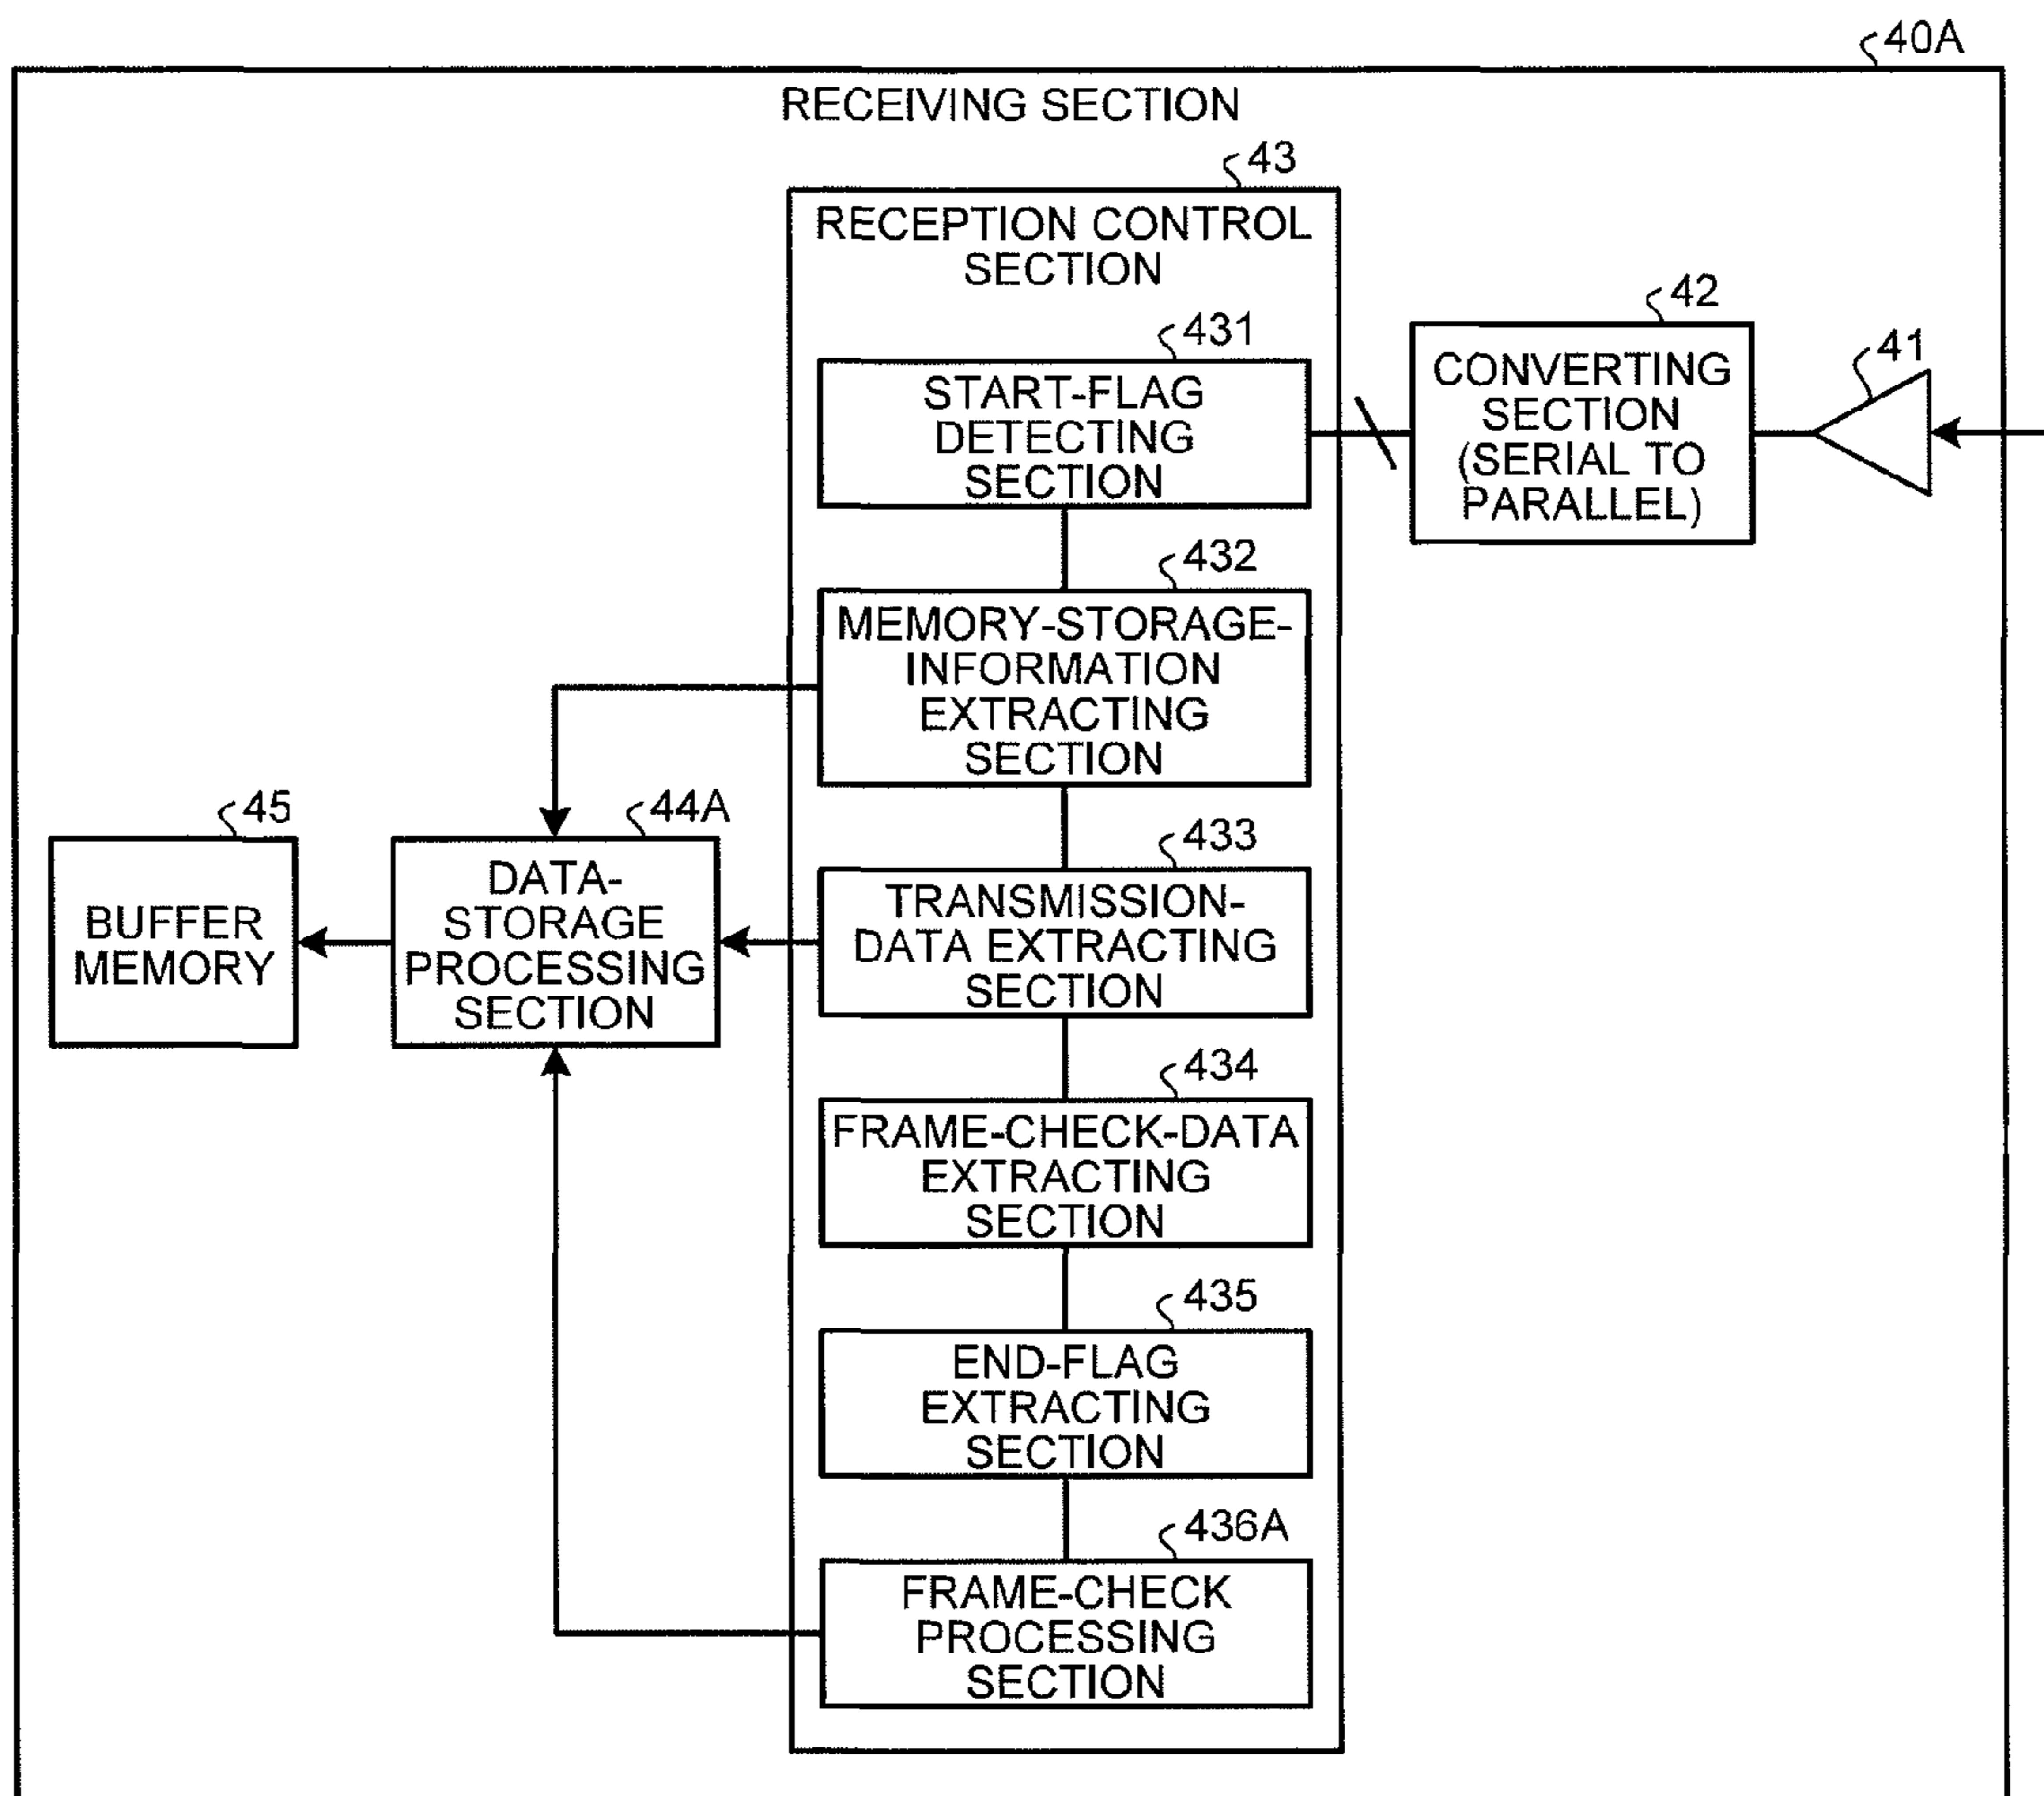 40A
RECEIVING SECTION
43
RECEPTION CONTROL
SECTION
431
START-FLAG
DETECTING
SECTION
42
CONVERTING
SECTION
(SERIAL TO
PARALLEL)
41
432
MEMORY-STORAGE-
INFORMATION
EXTRACTING
SECTION
45
BUFFER
MEMORY
44A
DATA-
STORAGE
PROCESSING
SECTION
433
TRANSMISSION-
DATA EXTRACTING
SECTION
434
FRAME-CHECK-DATA
EXTRACTING
SECTION
435
END-FLAG
EXTRACTING
SECTION
436A
FRAME-CHECK
PROCESSING
SECTION